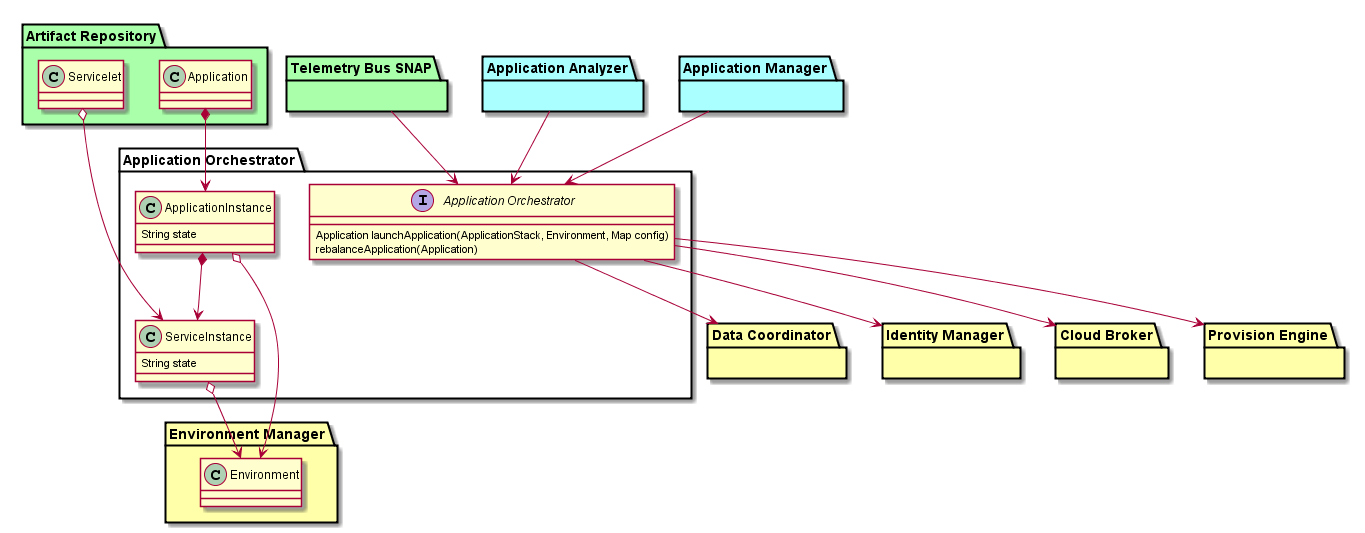 Artifact Repository
C Servicelet
C Application
Telemetry Bus SNAP
Application Analyzer
Application Manager
Application Orchestrator
C ApplicationInstance
String state
I Application Orchestrator
Application launchApplication(ApplicationStack, Environment, Map config)
rebalanceApplication(Application)
C ServiceInstance
String state
Data Coordinator
Identity Manager
Cloud Broker
Provision Engine
Environment Manager
C Environment